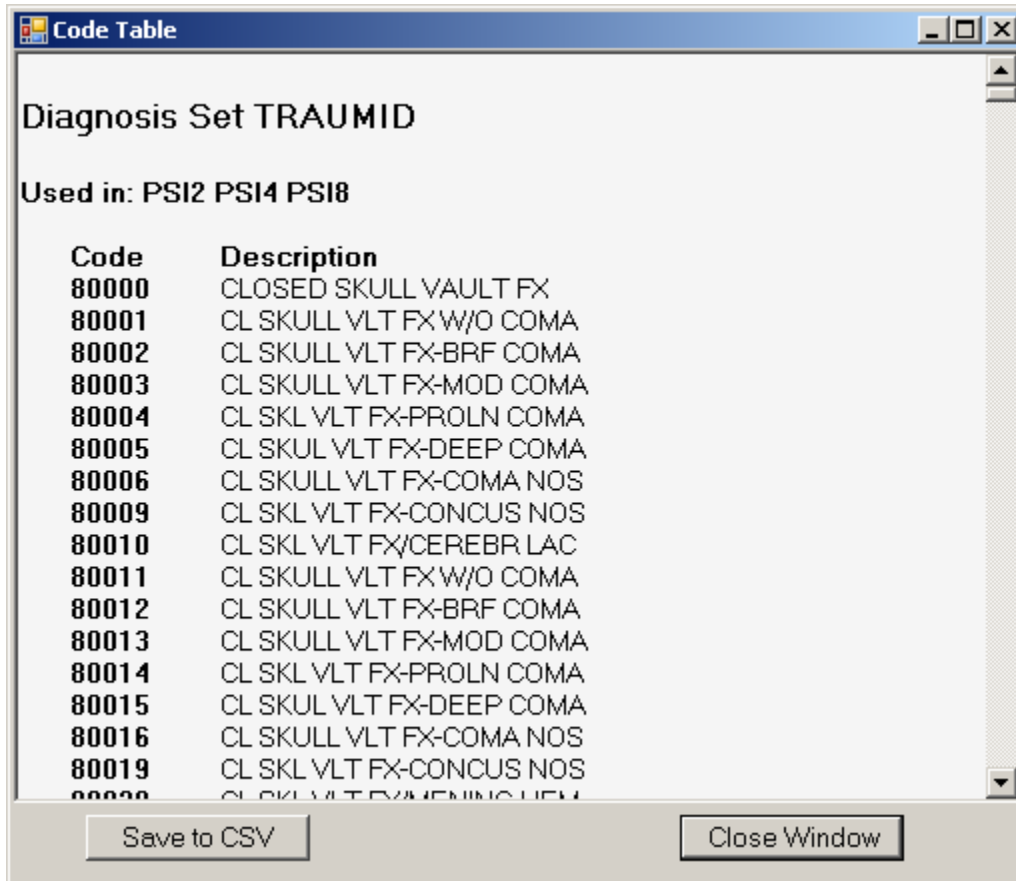 Code Table
Diagnosis Set TRAUMID
Used in: PSI2 PSI4 PSI8
Code Description
80000 CLOSED SKULL VAULT FX
80001 CL SKULL VLT FX W/O COMA
80002 CL SKULL VLT FX-BRF COMA
80003 CL SKULL VLT FX-MOD COMA
80004 CL SKL VLT FX-PROLN COMA
80005 CL SKUL VLT FX-DEEP COMA
80006 CL SKULL VLT FX-COMA NOS
80009 CL SKL VLT FX-CONCUS NOS
80010 CL SKL VLT FX/CEREBR LAC
80011 CL SKULL VLT FX W/O COMA
80012 CL SKULL VLT FX-BRF COMA
80013 CL SKULL VLT FX-MOD COMA
80014 CL SKL VLT FX-PROLN COMA
80015 CL SKUL VLT FX-DEEP COMA
80016 CL SKULL VLT FX-COMA NOS
80019 CL SKL VLT FX-CONCUS NOS
Save to CSV Close Window